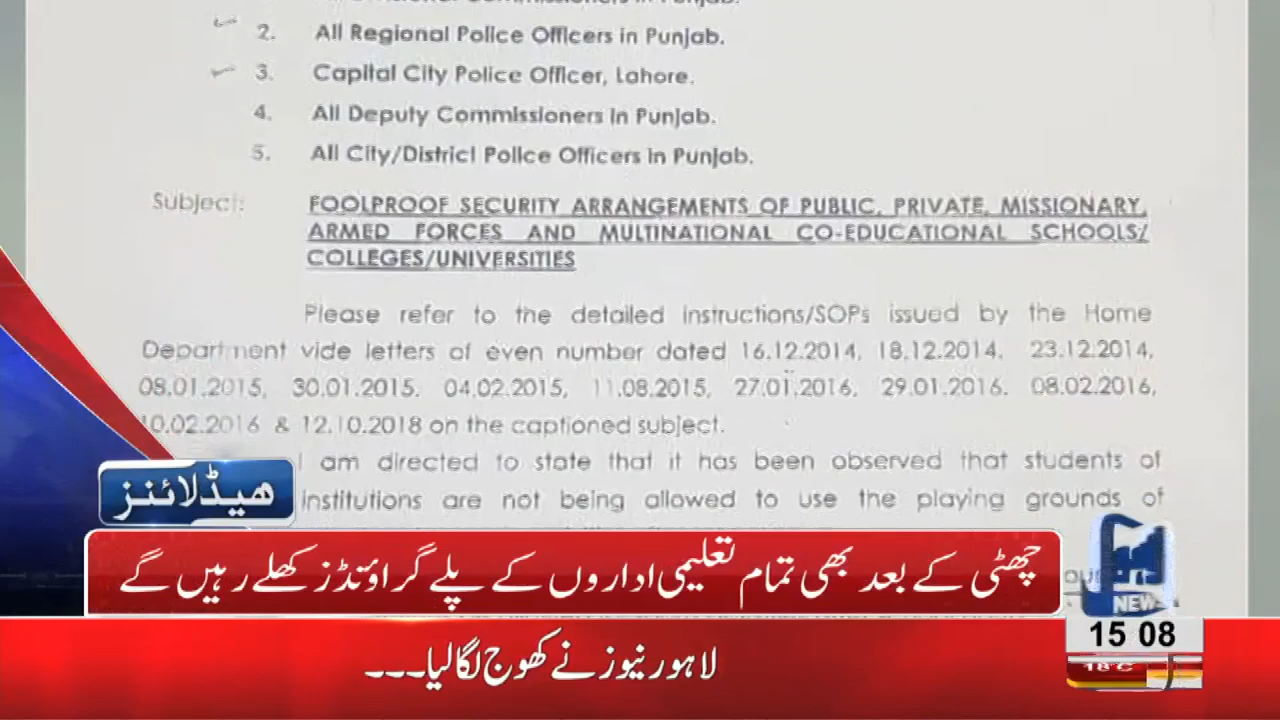 2. All Regional Police Officers in Punjab.
3. Capital City Police Officer, Lahore.
4. All Deputy Commissioners in Punjab.
5. All City/District Police Officers in Punjab.
Subject: FOOLPROOF SECURITY ARRANGEMENTS OF PUBLIC, PRIVATE, MISSIONARY,
ARMED FORCES AND MULTINATIONAL CO-EDUCATIONAL SCHOOLS/
COLLEGES/UNIVERSITIES
Please refer to the detailed instructions/SOPs issued by the Home
Department vide letters of even number dated 16.12.2014, 18.12.2014, 23.12.2014,
08.01.2015, 30.01.2015, 04.02.2015, 11.08.2015, 27.01.2016, 29.01.2016, 08.02.2016,
10.02.2016 & 12.10.2018 on the captioned subject.
I am directed to state that it has been observed that students of
institutions are not being allowed to use the playing grounds of
ہیڈلائنز
چھٹی کے بعد بھی تمام تعلیمی اداروں کے پلے گراؤنڈز کھلے رہیں گے
لاہور نیوز نے کھوج لگالیا۔۔۔
NEWS
15 08
18°C